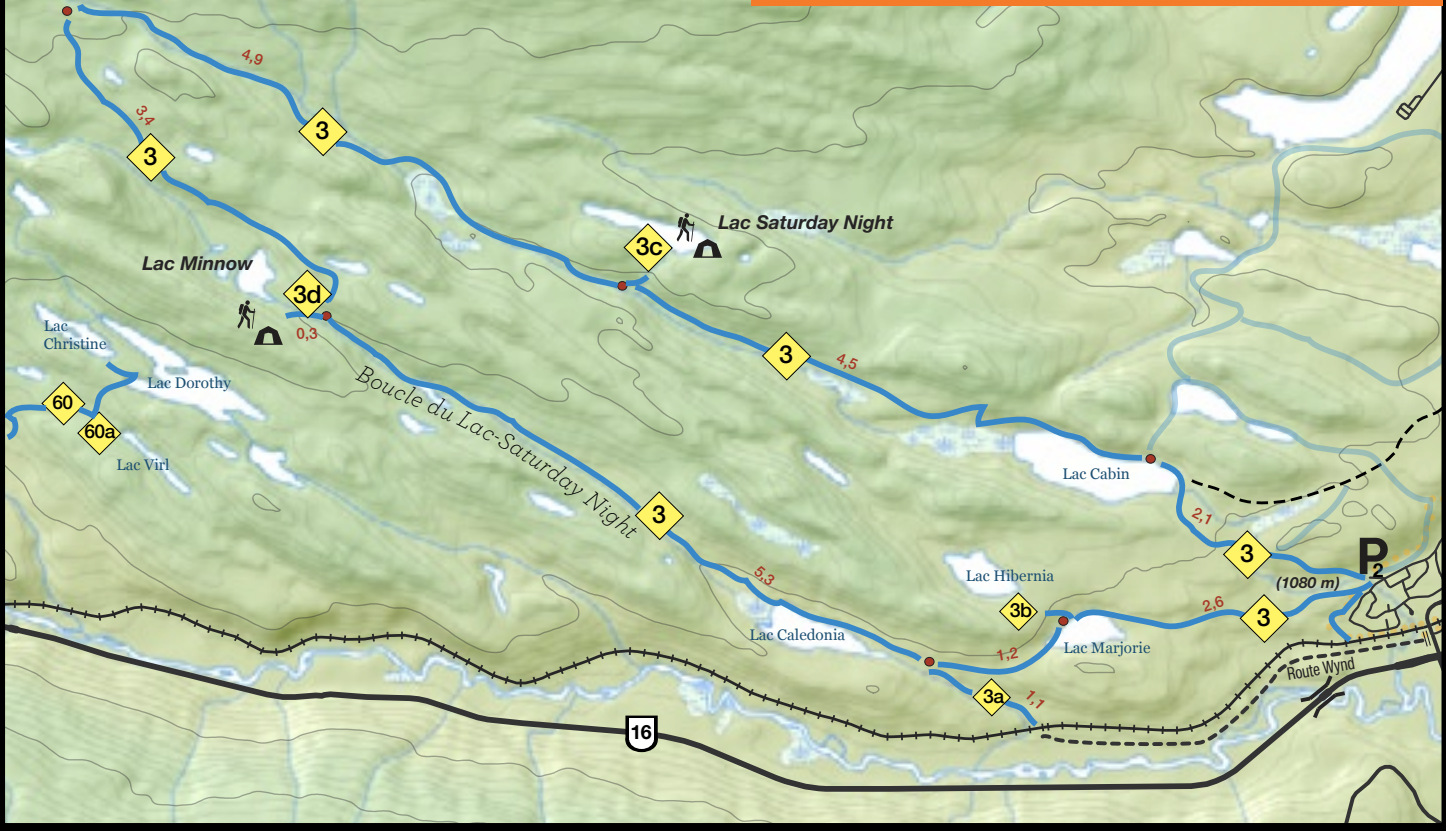 4,9
3,4
3
3
3c
Lac Saturday Night
Lac Minnow
3d
0,3
Lac
Christine
Lac Dorothy
60
60a
Lac Virl
Boucle du Lac-Saturday Night
3
4,5
Lac Cabin
2,1
3
P2
(1080 m)
3
5,3
Lac Hibernia
3b
2,6
3
Lac Caledonia
1,2
Lac Marjorie
3a
1,1
Route Wynd
16